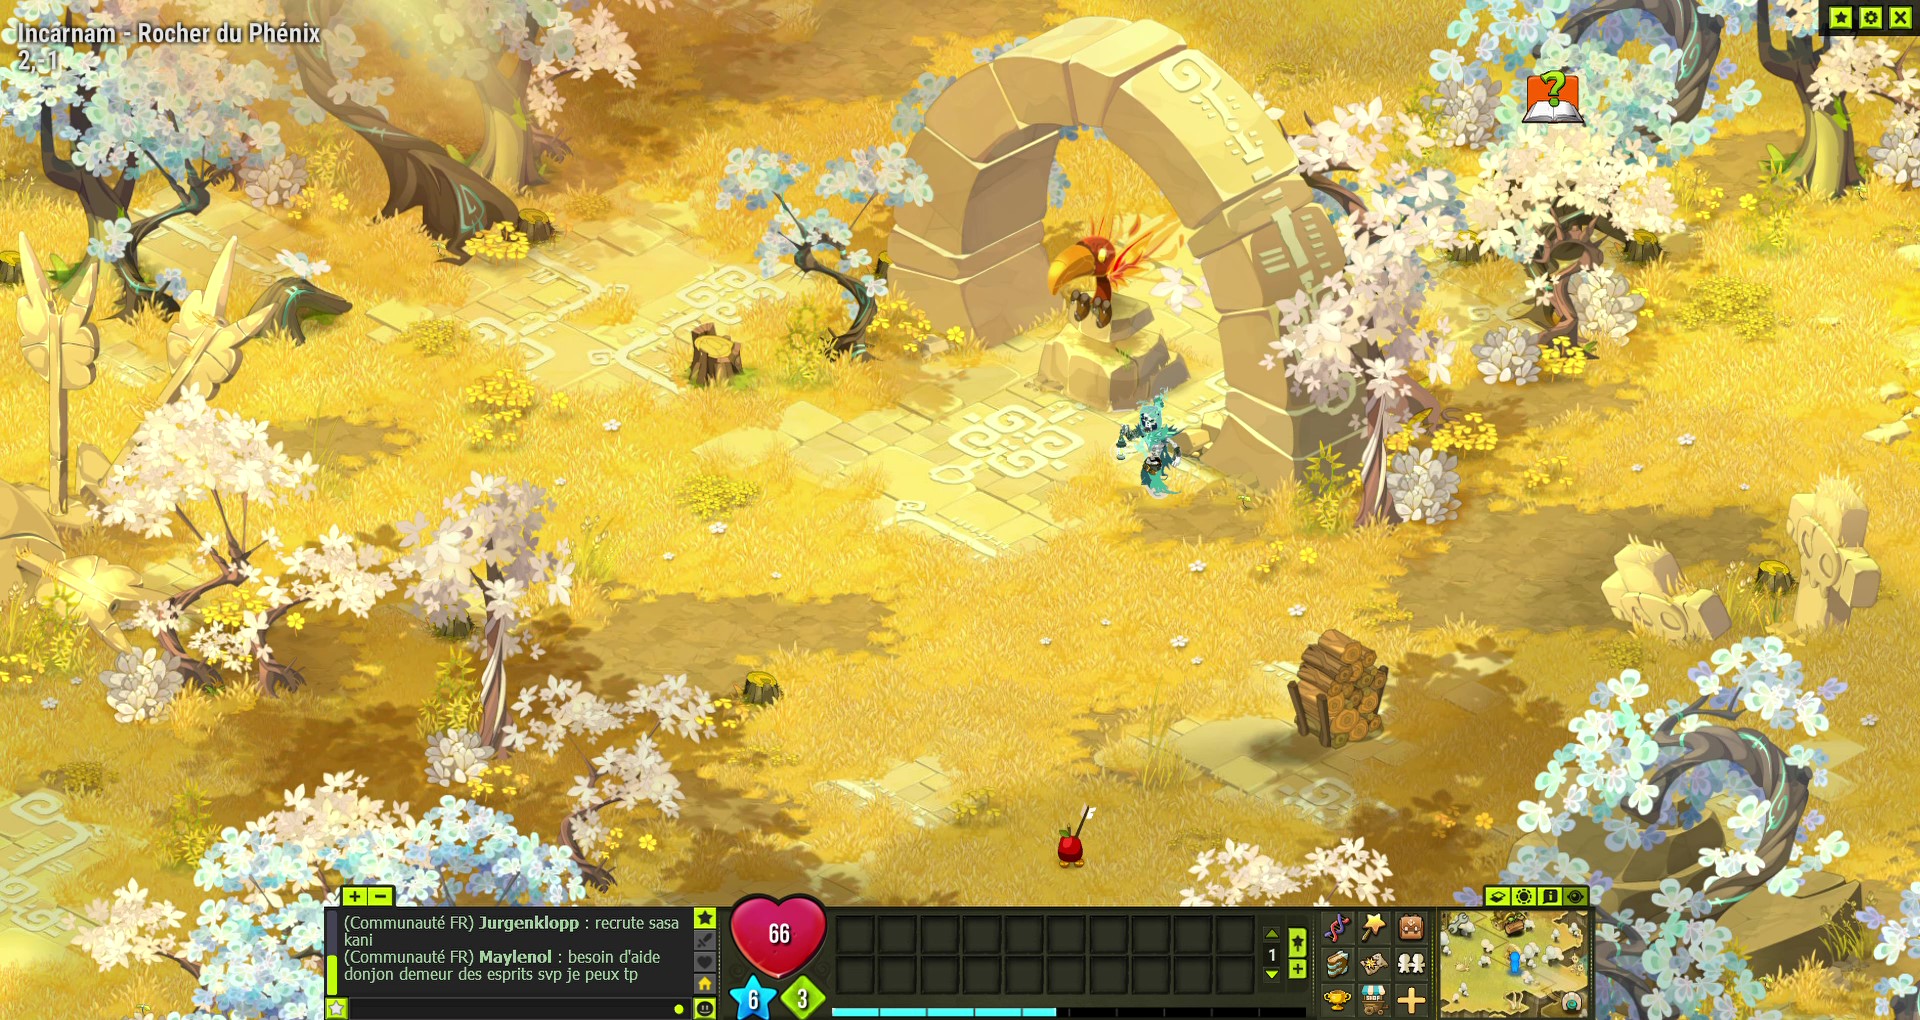 Incarnam - Rocher du Phénix
2,-1
?
(Communauté FR) Jurgenklopp : recrute sasa
kani
(Communauté FR) Maylenol : besoin d'aide
donjon demeur des esprits svp je peux tp
66
6
3
1
SHOP